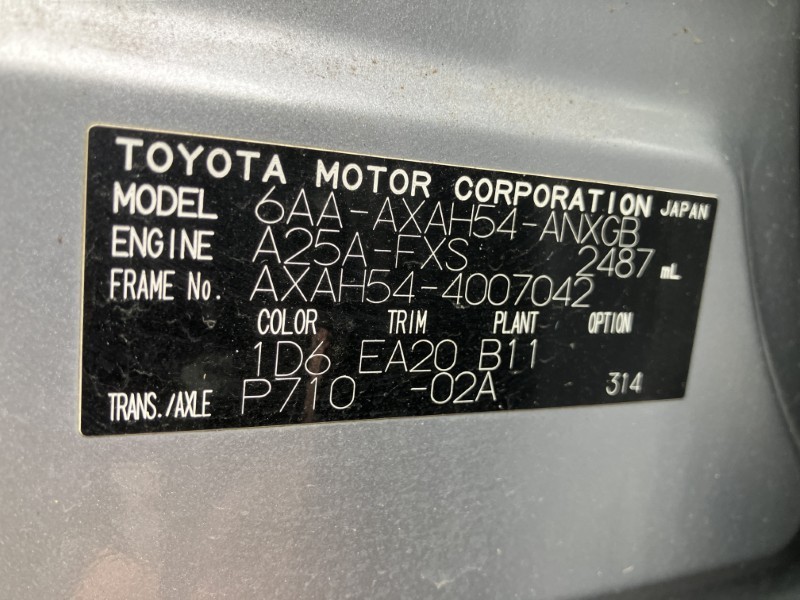 TOYOTA MOTOR CORPORATION JAPAN
MODEL 6AA-AXAH54-ANXGB
ENGINE A25A-FXS 2487 mL
FRAME No. AXAH54-4007042
COLOR TRIM PLANT OPTION
1D6 EA20 B11
TRANS./AXLE P710 -02A 314